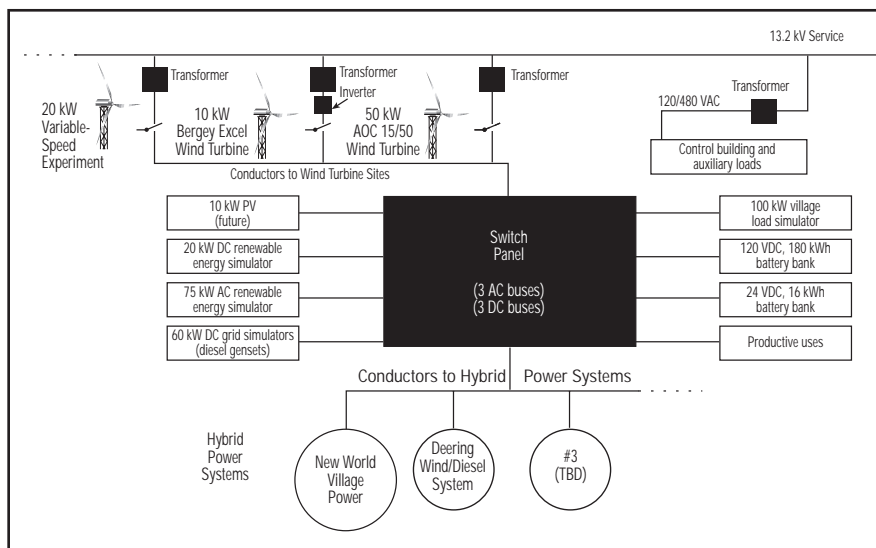 13.2 kV Service
Transformer
Transformer
Inverter
Transformer
Transformer
120/480 VAC
20 kW
Variable-
Speed
Experiment
10 kW
Bergey Excel
Wind Turbine
50 kW
AOC 15/50
Wind Turbine
Control building and
auxiliary loads
Conductors to Wind Turbine Sites
10 kW PV
(future)
20 kW DC renewable
energy simulator
75 kW AC renewable
energy simulator
60 kW DC grid simulators
(diesel gensets)
Switch
Panel
(3 AC buses)
(3 DC buses)
100 kW village
load simulator
120 VDC, 180 kWh
battery bank
24 VDC, 16 kWh
battery bank
Productive uses
Conductors to Hybrid Power Systems
Hybrid
Power
Systems
New World
Village
Power
Deering
Wind/Diesel
System
#3
(TBD)